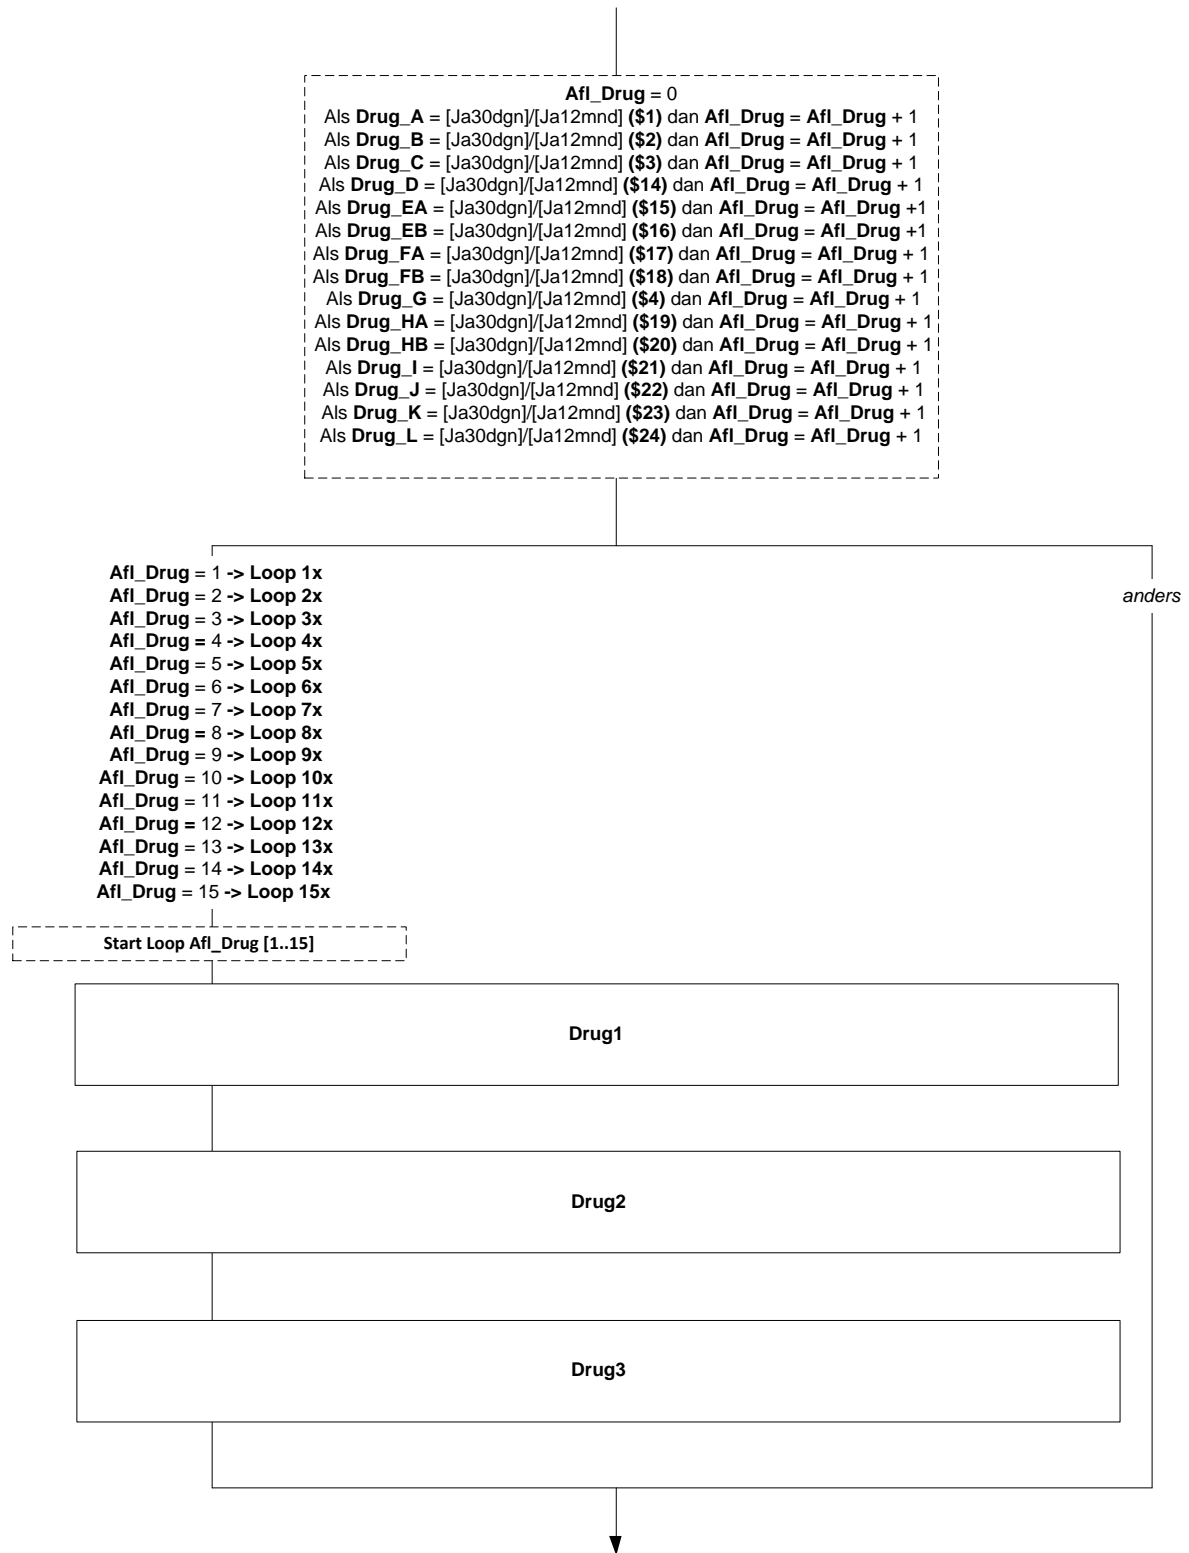 Afl_Drug = 0
Als Drug_A = [Ja30dgn]/[Ja12mnd] ($1) dan Afl_Drug = Afl_Drug + 1
Als Drug_B = [Ja30dgn]/[Ja12mnd] ($2) dan Afl_Drug = Afl_Drug + 1
Als Drug_C = [Ja30dgn]/[Ja12mnd] ($3) dan Afl_Drug = Afl_Drug + 1
Als Drug_D = [Ja30dgn]/[Ja12mnd] ($14) dan Afl_Drug = Afl_Drug + 1
Als Drug_EA = [Ja30dgn]/[Ja12mnd] ($15) dan Afl_Drug = Afl_Drug +1
Als Drug_EB = [Ja30dgn]/[Ja12mnd] ($16) dan Afl_Drug = Afl_Drug +1
Als Drug_FA = [Ja30dgn]/[Ja12mnd] ($17) dan Afl_Drug = Afl_Drug + 1
Als Drug_FB = [Ja30dgn]/[Ja12mnd] ($18) dan Afl_Drug = Afl_Drug + 1
Als Drug_G = [Ja30dgn]/[Ja12mnd] ($4) dan Afl_Drug = Afl_Drug + 1
Als Drug_HA = [Ja30dgn]/[Ja12mnd] ($19) dan Afl_Drug = Afl_Drug + 1
Als Drug_HB = [Ja30dgn]/[Ja12mnd] ($20) dan Afl_Drug = Afl_Drug + 1
Als Drug_I = [Ja30dgn]/[Ja12mnd] ($21) dan Afl_Drug = Afl_Drug + 1
Als Drug_J = [Ja30dgn]/[Ja12mnd] ($22) dan Afl_Drug = Afl_Drug + 1
Als Drug_K = [Ja30dgn]/[Ja12mnd] ($23) dan Afl_Drug = Afl_Drug + 1
Als Drug_L = [Ja30dgn]/[Ja12mnd] ($24) dan Afl_Drug = Afl_Drug + 1
Afl_Drug = 1 -> Loop 1x
Afl_Drug = 2 -> Loop 2x
Afl_Drug = 3 -> Loop 3x
Afl_Drug = 4 -> Loop 4x
Afl_Drug = 5 -> Loop 5x
Afl_Drug = 6 -> Loop 6x
Afl_Drug = 7 -> Loop 7x
Afl_Drug = 8 -> Loop 8x
Afl_Drug = 9 -> Loop 9x
Afl_Drug = 10 -> Loop 10x
Afl_Drug = 11 -> Loop 11x
Afl_Drug = 12 -> Loop 12x
Afl_Drug = 13 -> Loop 13x
Afl_Drug = 14 -> Loop 14x
Afl_Drug = 15 -> Loop 15x
anders
Start Loop Afl_Drug [1..15]
Drug1
Drug2
Drug3